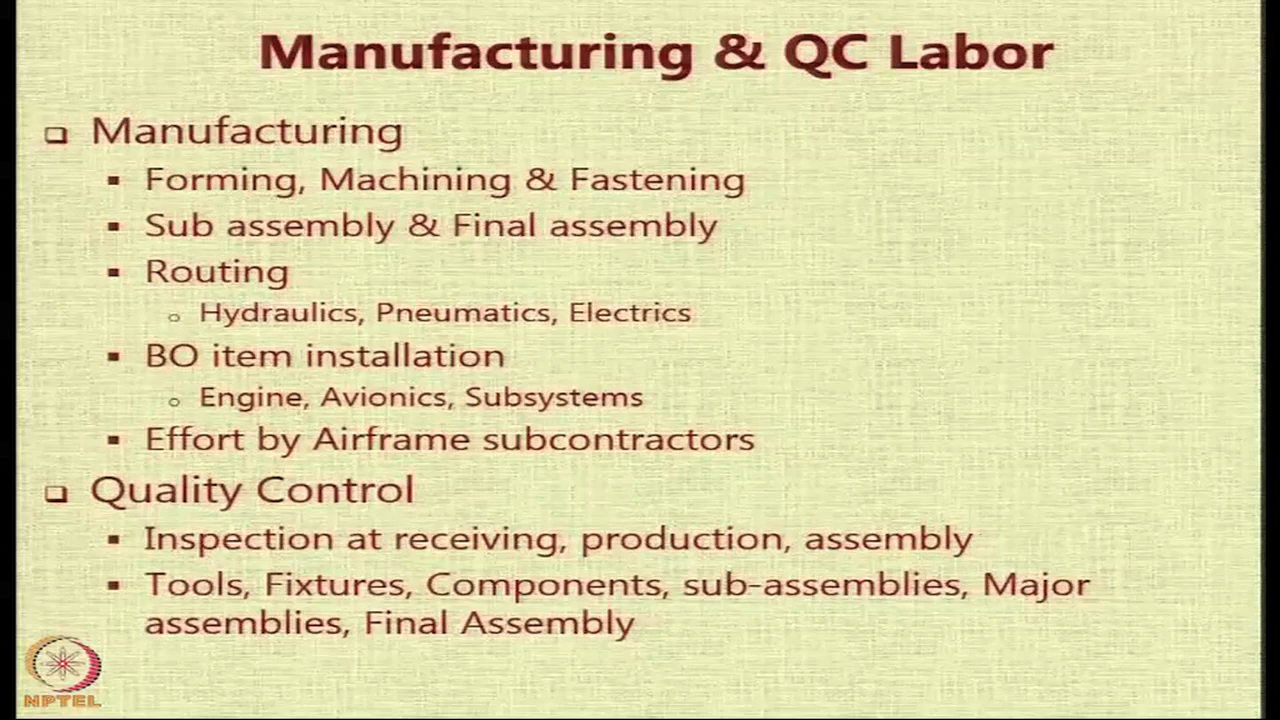 Manufacturing & QC Labor
Manufacturing
Forming, Machining & Fastening
Sub assembly & Final assembly
Routing
Hydraulics, Pneumatics, Electrics
BO item installation
Engine, Avionics, Subsystems
Effort by Airframe subcontractors
Quality Control
Inspection at receiving, production, assembly
Tools, Fixtures, Components, sub-assemblies, Major
assemblies, Final Assembly
NPTEL